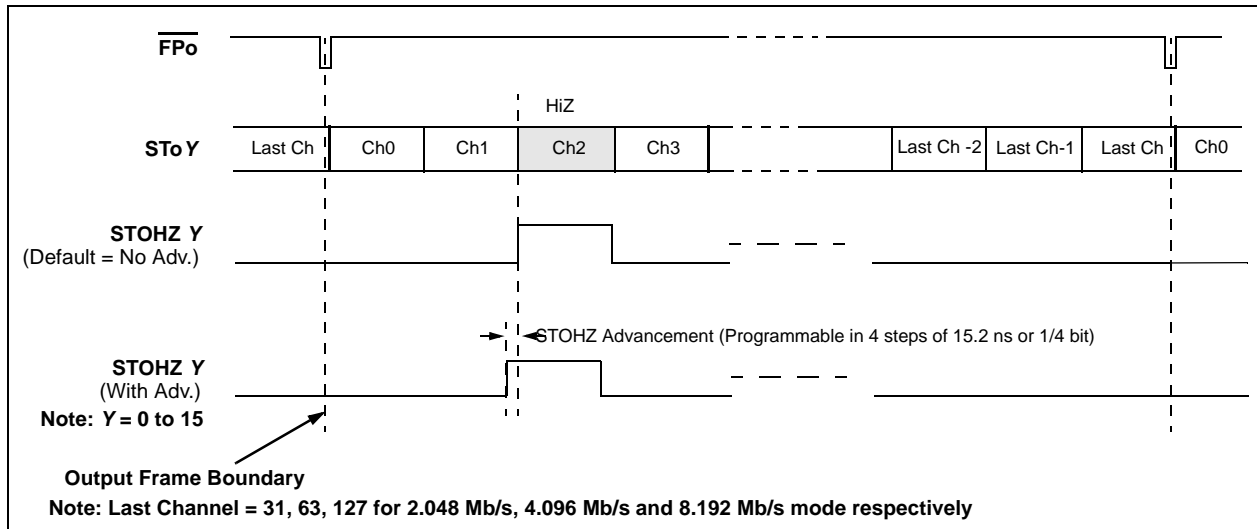 FPo
HiZ
SToY Last Ch Ch0 Ch1 Ch2 Ch3 Last Ch -2 Last Ch-1 Last Ch Ch0
STOHZ Y
(Default = No Adv.)
STOHZ Advancement (Programmable in 4 steps of 15.2 ns or 1/4 bit)
STOHZ Y
(With Adv.)
Note: Y = 0 to 15
Output Frame Boundary
Note: Last Channel = 31, 63, 127 for 2.048 Mb/s, 4.096 Mb/s and 8.192 Mb/s mode respectively